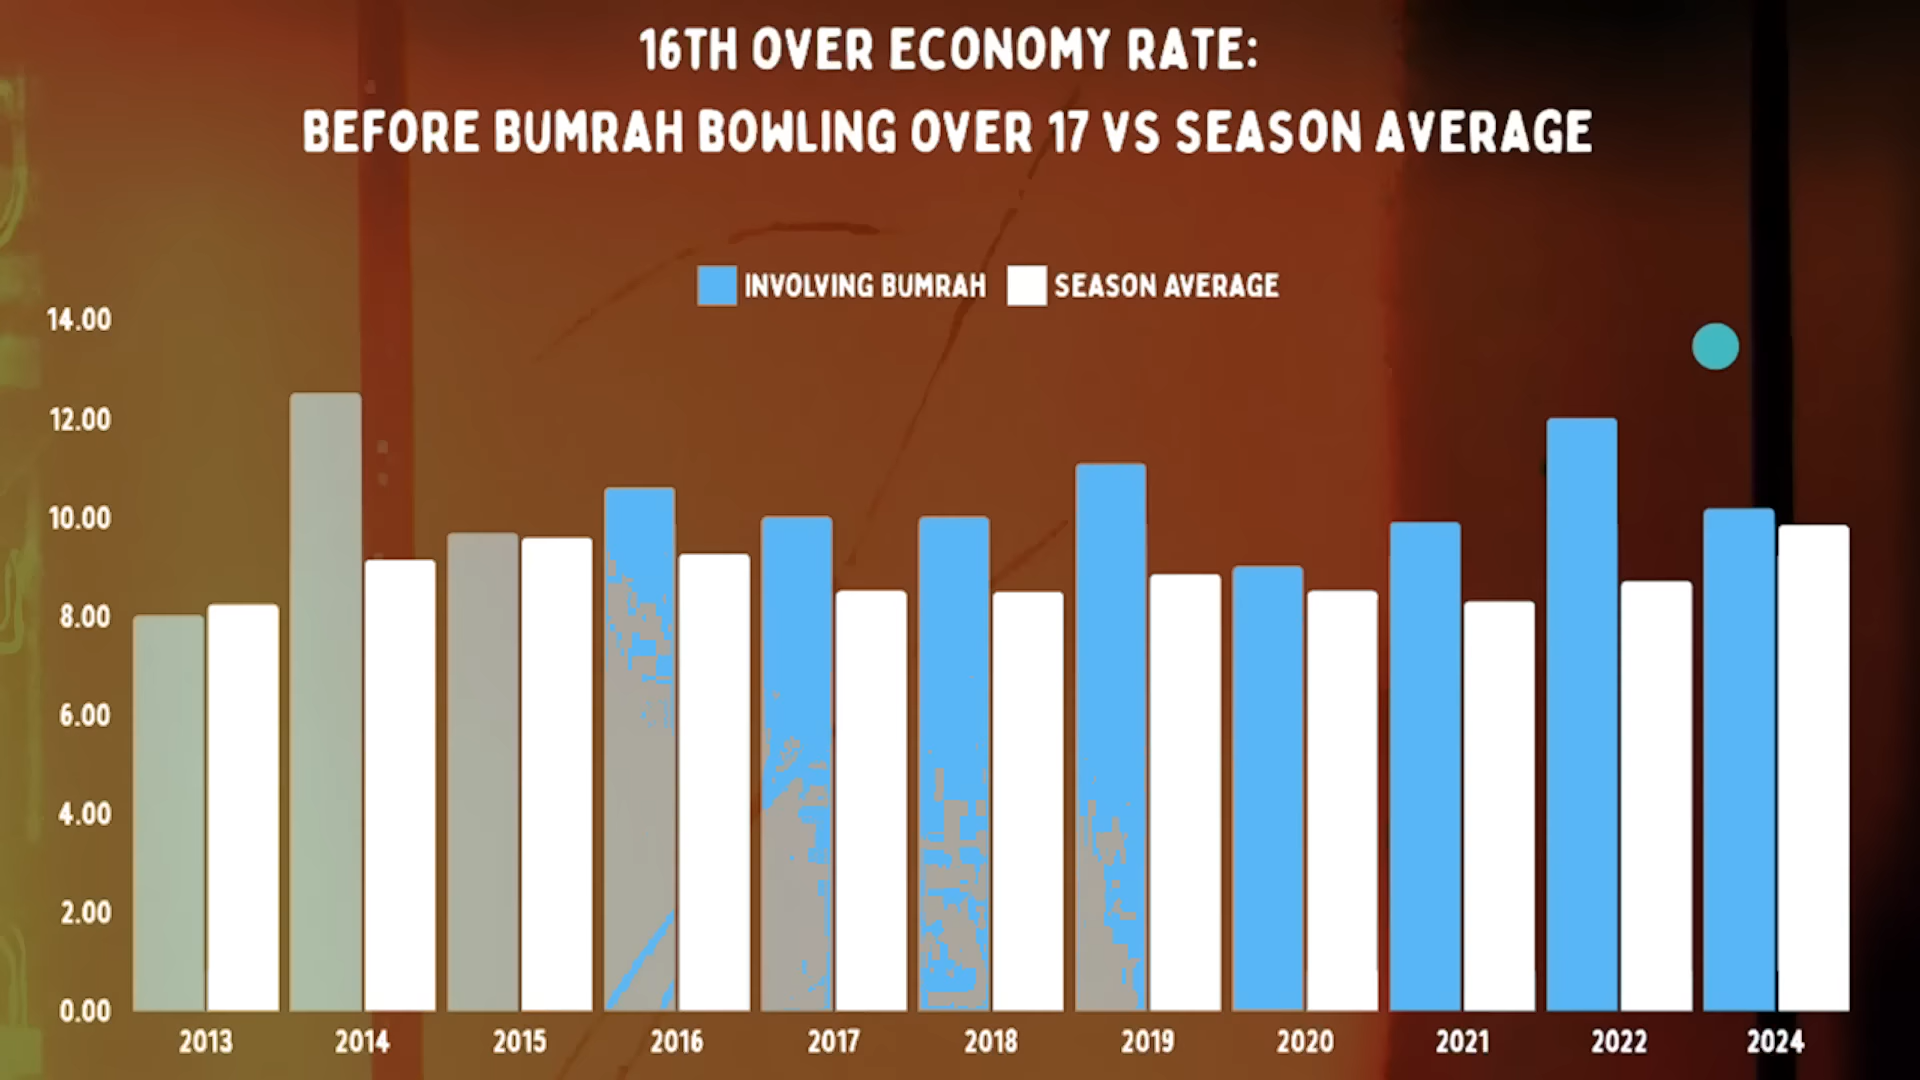 16TH OVER ECONOMY RATE:
BEFORE BUMRAH BOWLING OVER 17 VS SEASON AVERAGE
INVOLVING BUMRAH SEASON AVERAGE
14.00
12.00
10.00
8.00
6.00
4.00
2.00
0.00
2013 2014 2015 2016 2017 2018 2019 2020 2021 2022 2024